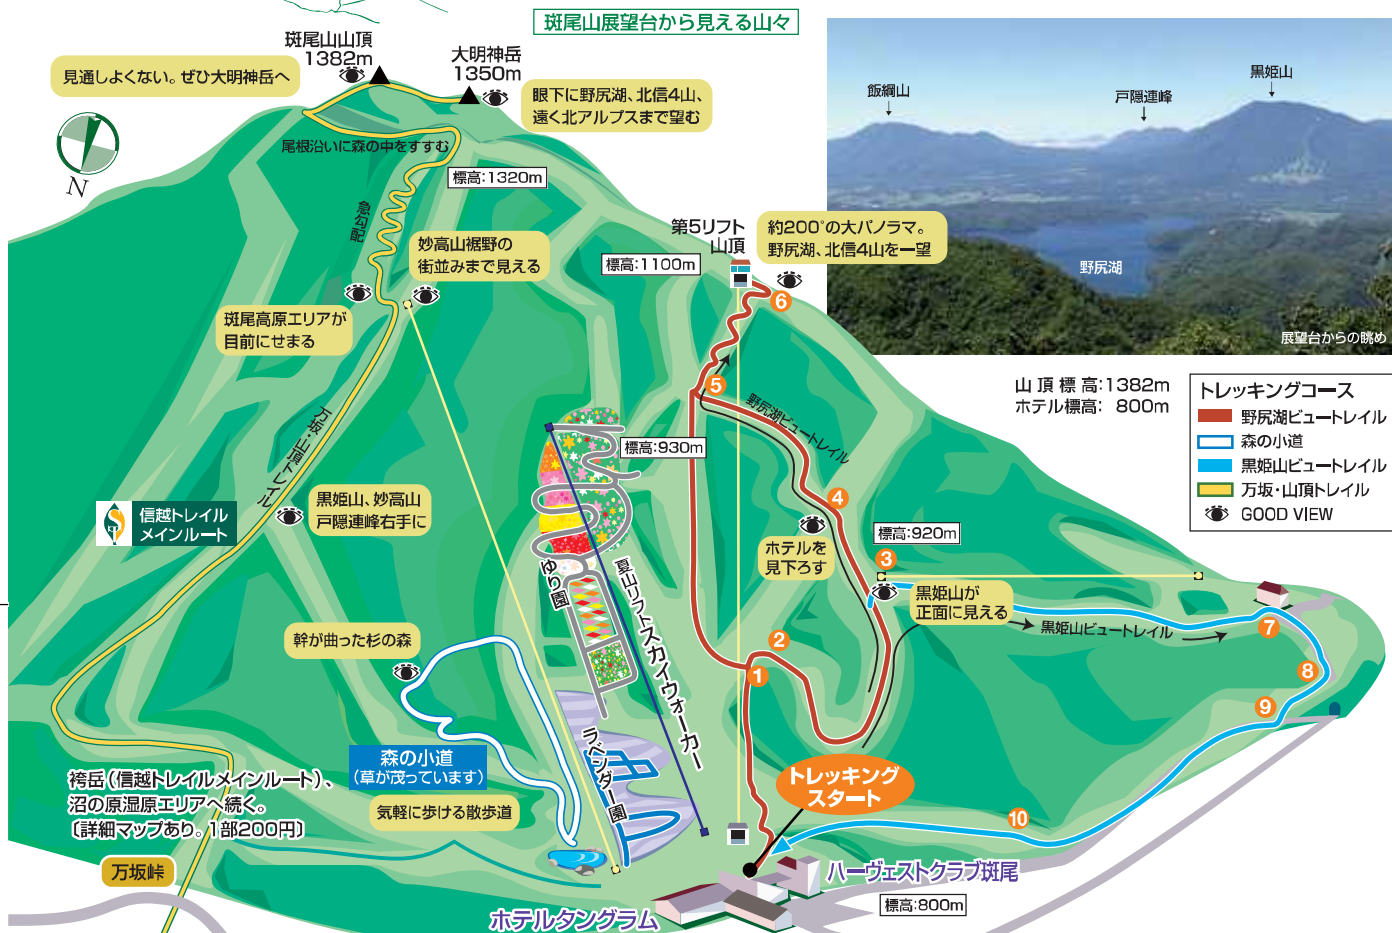 斑尾山展望台から見える山々
斑尾山山頂
1382m
大明神岳
1350m
見通しよくない。ぜひ大明神岳へ
眼下に野尻湖、北信4山、
遠く北アルプスまで望む
N
尾根沿いに森の中をすすむ
標高:1320m
急勾配
妙高山裾野の
街並みまで見える
斑尾高原エリアが
目前にせまる
第5リフト
山頂
標高:1100m
約200°の大パノラマ。
野尻湖、北信4山を一望
6
5
飯綱山
戸隠連峰
黒姫山
野尻湖
展望台からの眺め
山頂標高:1382m
ホテル標高: 800m
トレッキングコース
野尻湖ビュートレイル
森の小道
黒姫山ビュートレイル
万坂・山頂トレイル
GOOD VIEW
野尻湖ビュートレイル
万坂・山頂トレイル
標高:930m
信越トレイル
メインルート
黒姫山、妙高山
戸隠連峰右手に
4
ホテルを
見下ろす
標高:920m
3
黒姫山が
正面に見える
黒姫山ビュートレイル
7
8
9
10
ゆり園
夏山リフトスカイウォーカー
ラベンダー園
幹が曲った杉の森
2
1
森の小道
(草が茂っています)
気軽に歩ける散歩道
袴岳(信越トレイルメインルート)、
沼の原湿原エリアへ続く。
〔詳細マップあり。1部200円〕
万坂峠
トレッキング
スタート
ハーヴェストクラブ斑尾
ホテルタングラム
標高:800m